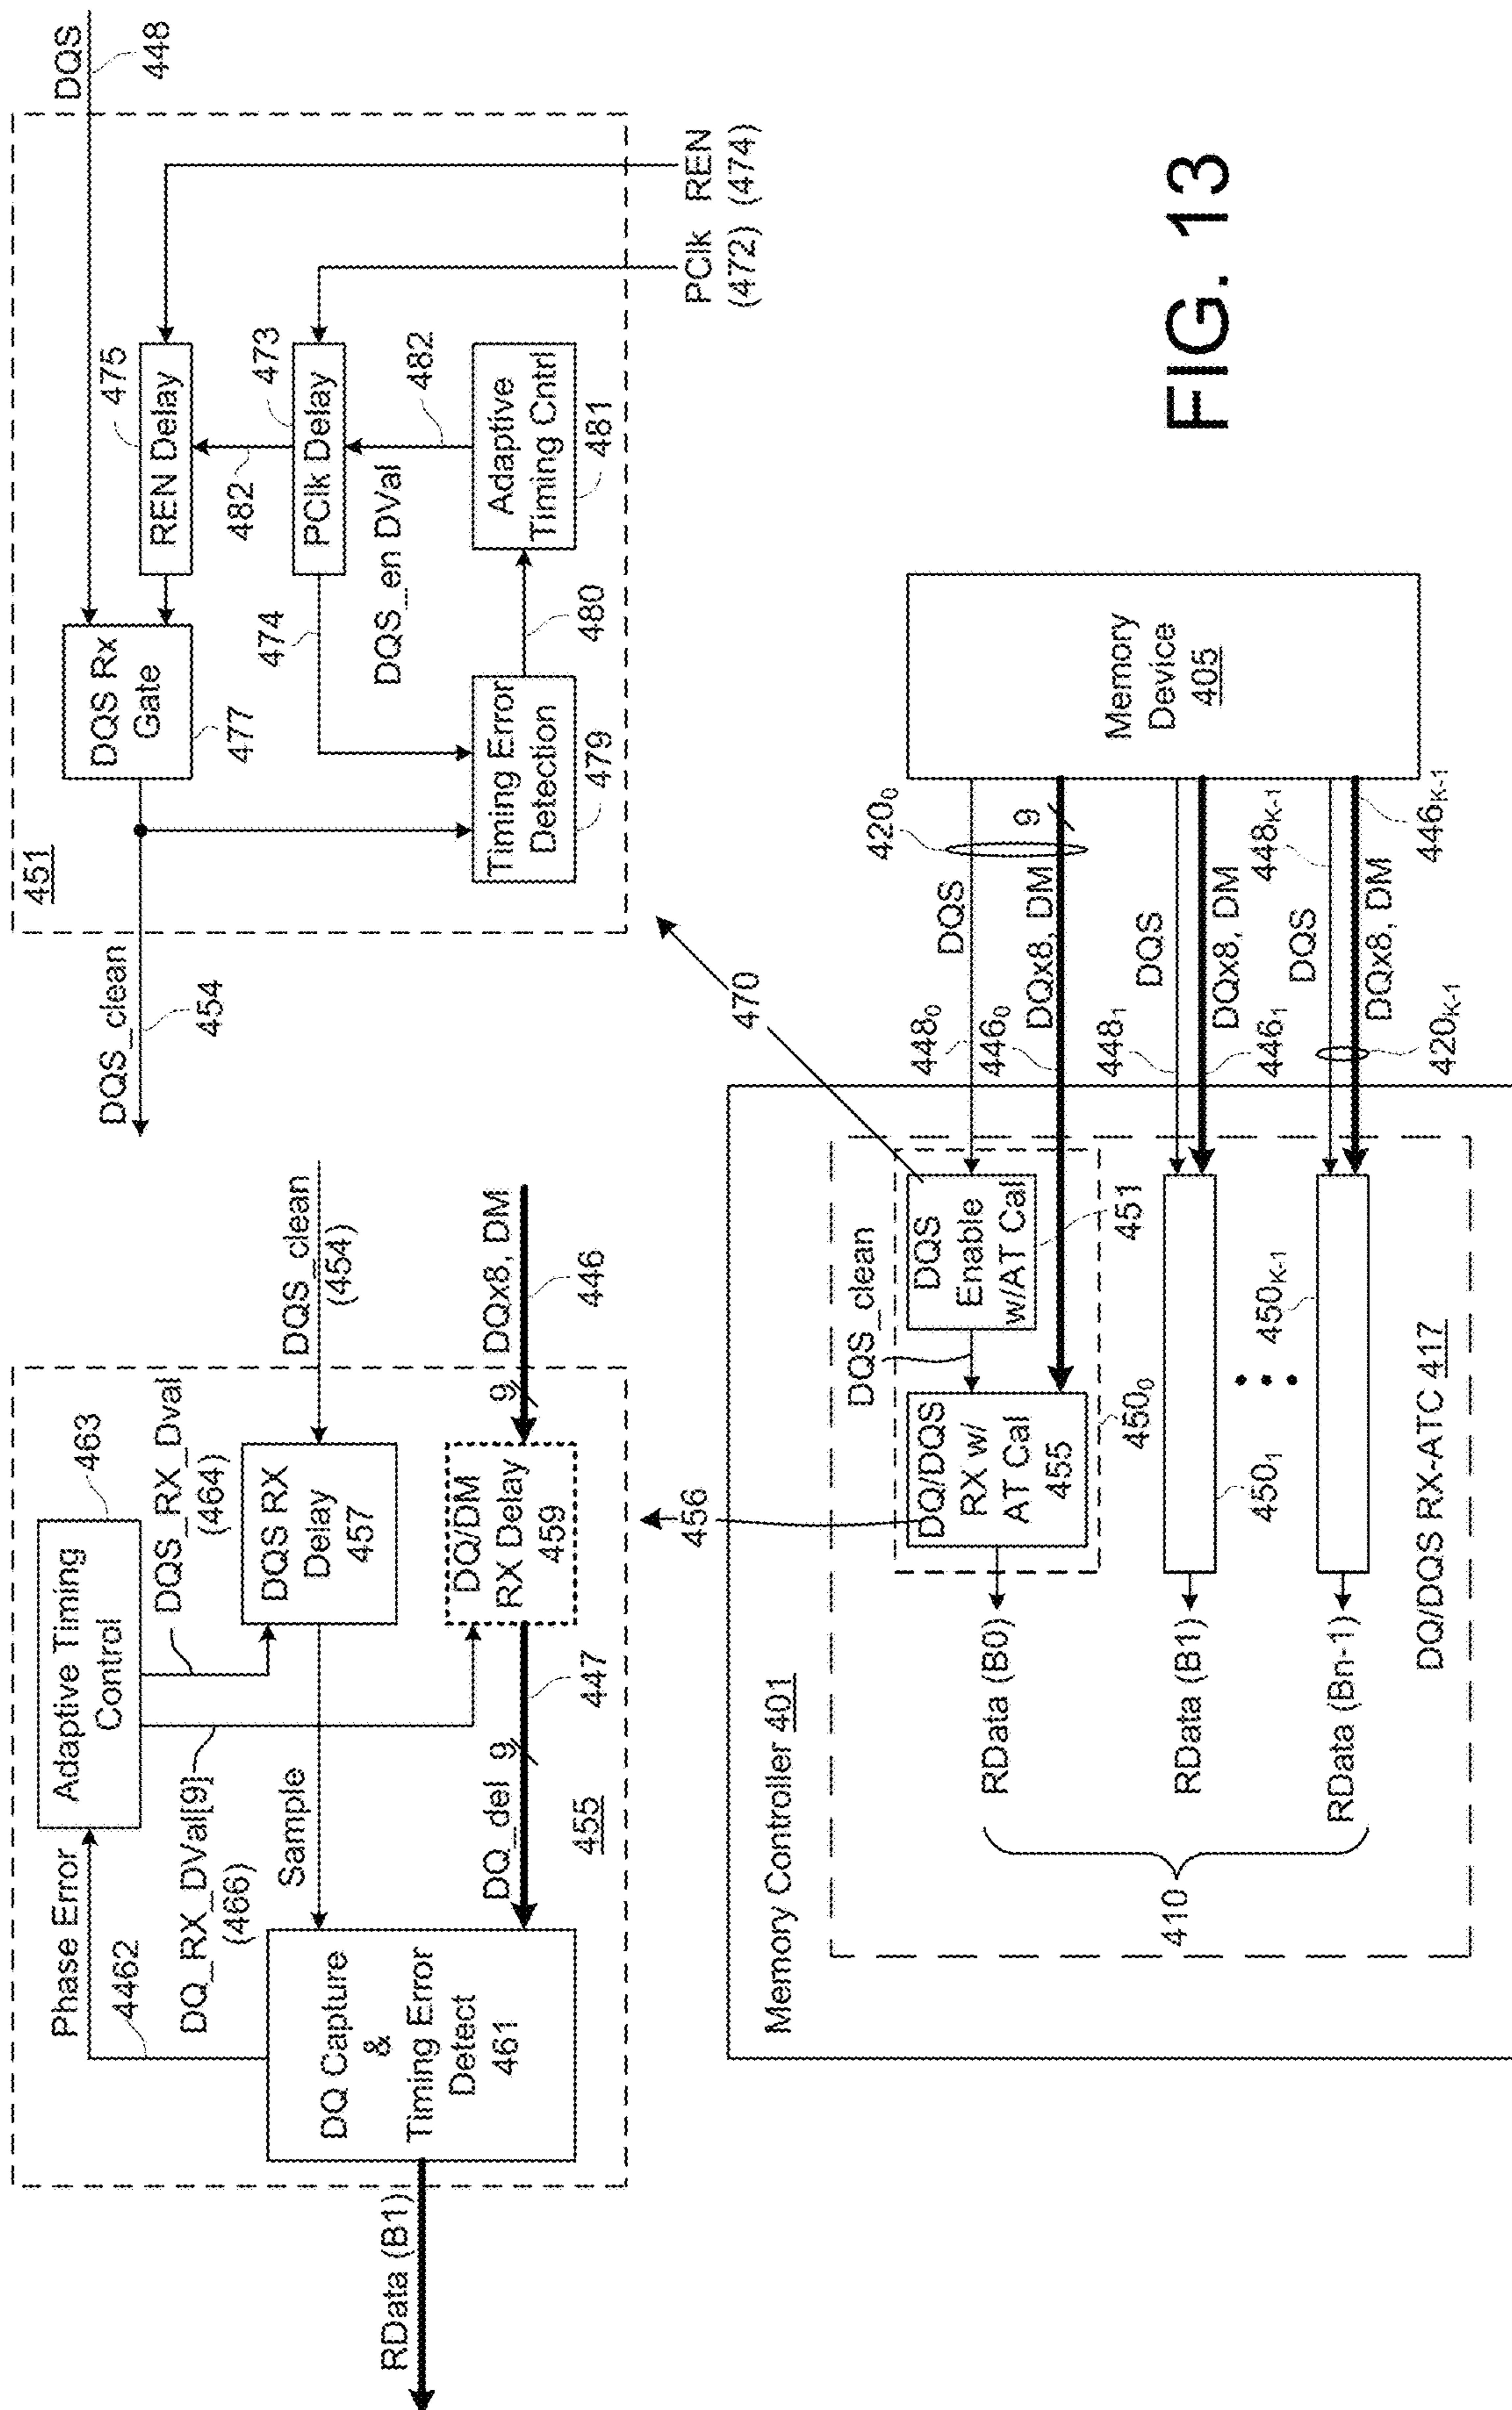 RData (B1)
Phase Error
4462
DQ_RX_DVal[9]
(466)
Adaptive Timing
Control
463
DQS_RX_Dval
(464)
DQ Capture
&
Timing Error
Detect
461
Sample
DQS RX
Delay
457
DQS_clean
(454)
DQ_del
9
447
455
DQ/DM
RX Delay
459
9
DQx8, DM
446
DQS_clean
454
451
DQS Rx
Gate
477
REN Delay
475
DQS
448
482
474
PClk Delay
473
DQS_en DVal
482
Timing Error
Detection
479
480
Adaptive
Timing Cntrl
481
PClk
(472)
REN
(474)
456
470
Memory Controller 401
410
RData (B0)
RData (B1)
RData (Bn-1)
DQ/DQS
RX w/
AT Cal
455
DQS_clean
DQS
Enable
w/AT Cal
451
450₀
450₁
450K-1
DQ/DQS RX-ATC 417
448₀
446₀
DQS
DQx8, DM
420₀
9
448₁
446₁
DQS
DQx8, DM
448K-1
DQS
DQx8, DM
420K-1
446K-1
Memory
Device
405
FIG. 13